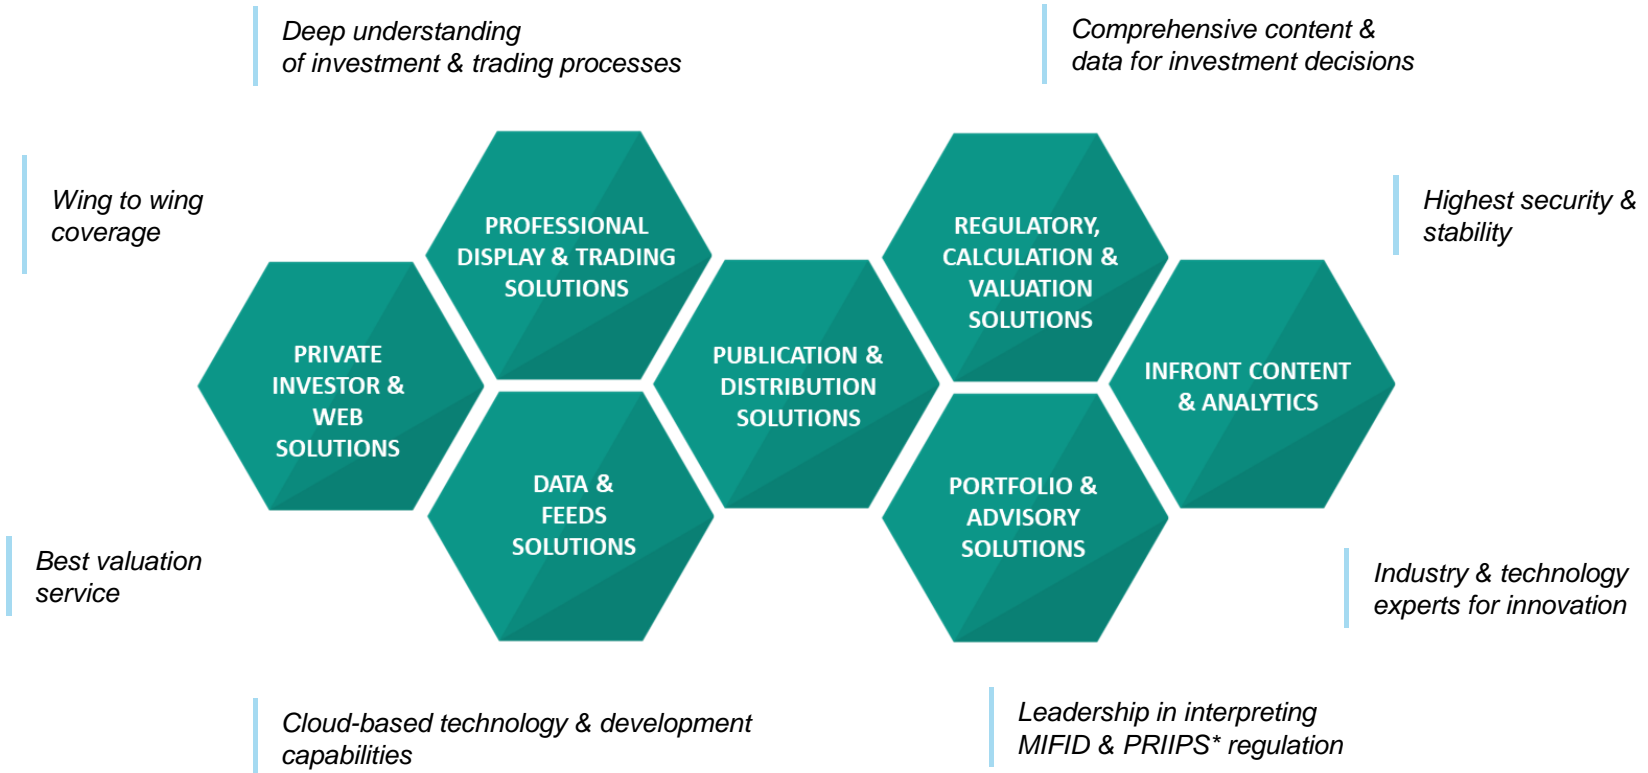 Deep understanding
of investment & trading processes
Comprehensive content &
data for investment decisions
Wing to wing
coverage
Highest security &
stability
PROFESSIONAL
DISPLAY & TRADING
SOLUTIONS
REGULATORY,
CALCULATION &
VALUATION
SOLUTIONS
PRIVATE
INVESTOR &
WEB
SOLUTIONS
PUBLICATION &
DISTRIBUTION
SOLUTIONS
INFRONT CONTENT
& ANALYTICS
DATA &
FEEDS
SOLUTIONS
PORTFOLIO &
ADVISORY
SOLUTIONS
Best valuation
service
Industry & technology
experts for innovation
Cloud-based technology & development
capabilities
Leadership in interpreting
MIFID & PRIIPS* regulation